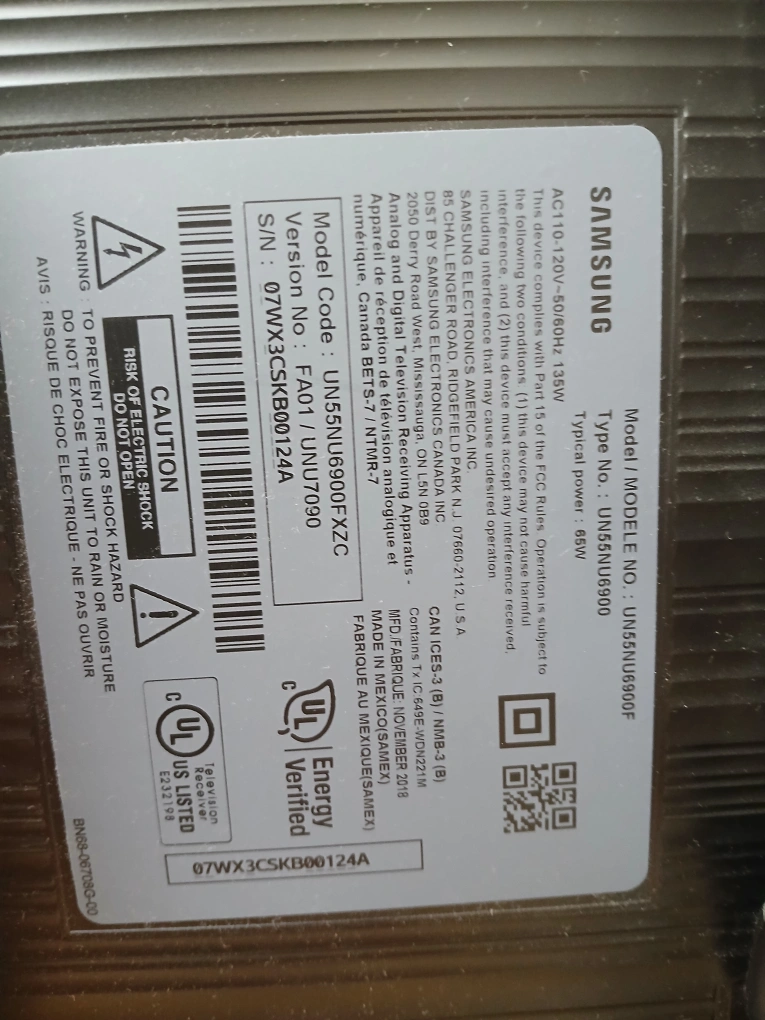 SAMSUNG
Model / MODELE NO. : UN55NU6900F
Type No. : UN55NU6900
AC110-120V~50/60Hz 135W
Typical power : 65W
This device complies with Part 15 of the FCC Rules. Operation is subject to
the following two conditions. (1) this device may not cause harmful
interference, and (2) this device must accept any interference received,
including interference that may cause undesired operation
SAMSUNG ELECTRONICS AMERICA INC.
85 CHALLENGER ROAD, RIDGEFIELD PARK N.J. 07660-2112, U.S.A
DIST BY SAMSUNG ELECTRONICS CANADA INC
2050 Derry Road West, Mississauga, ON L5N 0B9
Analog and Digital Television Receiving Apparatus -
Appareil de réception de télévision analogique et
numérique, Canada BETS-7 / NTMR-7
CAN ICES-3 (B) / NMB-3 (B)
Contains Tx IC:649E-WDN221M
MFD./FABRIQUE: NOVEMBER 2018
MADE IN MEXICO(SAMEX)
FABRIQUE AU MEXIQUE(SAMEX)
Model Code : UN55NU6900FXZC
Version No : FA01 / UNU7090
S/N : 07WX3CSKB00124A
c UL Energy
Verified
CAUTION
RISK OF ELECTRIC SHOCK
DO NOT OPEN
WARNING : TO PREVENT FIRE OR SHOCK HAZARD
DO NOT EXPOSE THIS UNIT TO RAIN OR MOISTURE
AVIS : RISQUE DE CHOC ELECTRIQUE - NE PAS OUVRIR
Television
Receiver
c UL US LISTED
E232198
07WX3CSKB00124A
BN68-06708G-00